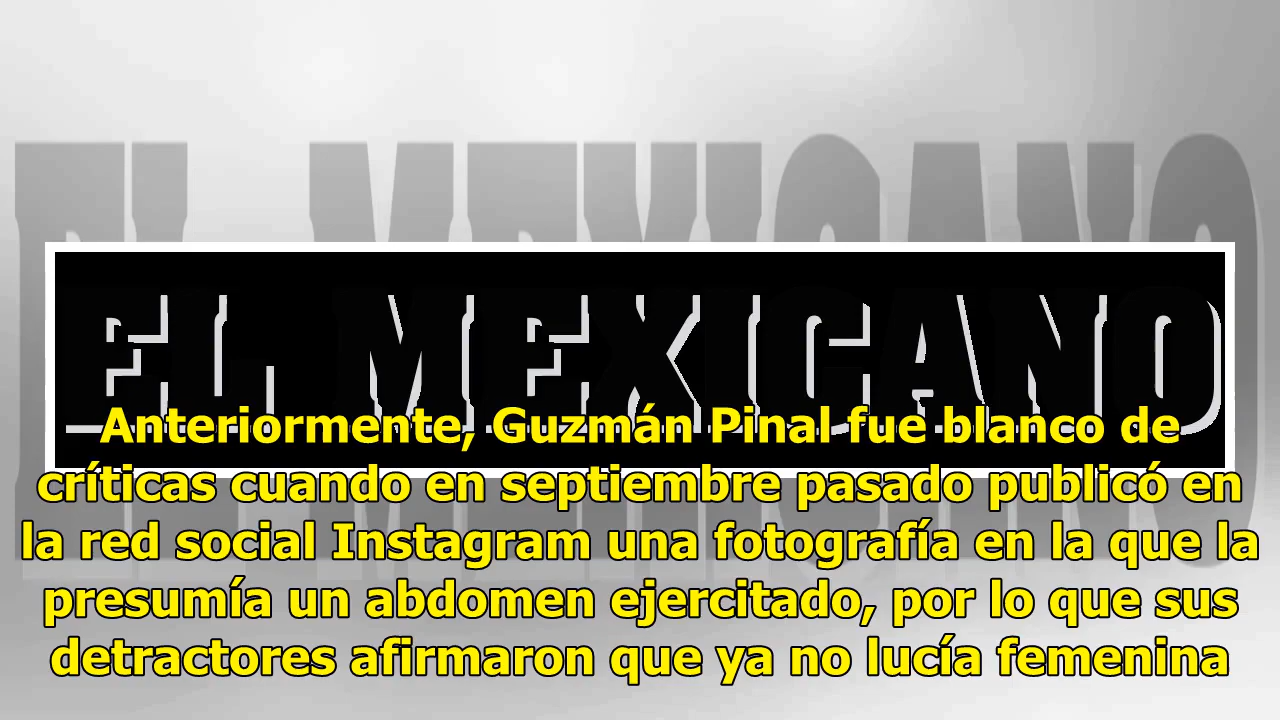 EL MEXICANO
EL MEXICANO
Anteriormente, Guzmán Pinal fue blanco de
críticas cuando en septiembre pasado publicó en
la red social Instagram una fotografía en la que la
presumía un abdomen ejercitado, por lo que sus
detractores afirmaron que ya no lucía femenina